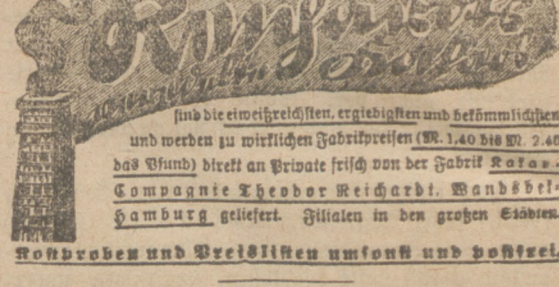 sind die eiweißreichsten, ergiebigsten und bekömmlichsten
und werden zu wirklichen Fabrikpreisen (M. 1.40 bis M. 2.40
das Pfund) direkt an Private frisch von der Fabrik Kakao-
Compagnie Theodor Reichardt, Wandsbek-
Hamburg geliefert. Filialen in den großen Städten.
Kostproben und Preislisten umsonst und postfrei.